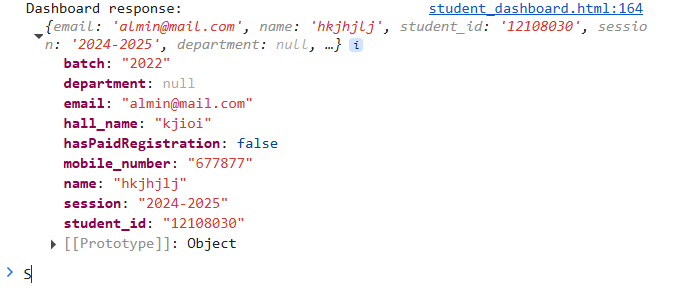 Dashboard response: student_dashboard.html:164
{email: 'almin@mail.com', name: 'hkjhjlj', student_id: '12108030', sessio
n: '2024-2025', department: null, …} i
batch: "2022"
department: null
email: "almin@mail.com"
hall_name: "kjioi"
hasPaidRegistration: false
mobile_number: "677877"
name: "hkjhjlj"
session: "2024-2025"
student_id: "12108030"
[[Prototype]]: Object
S